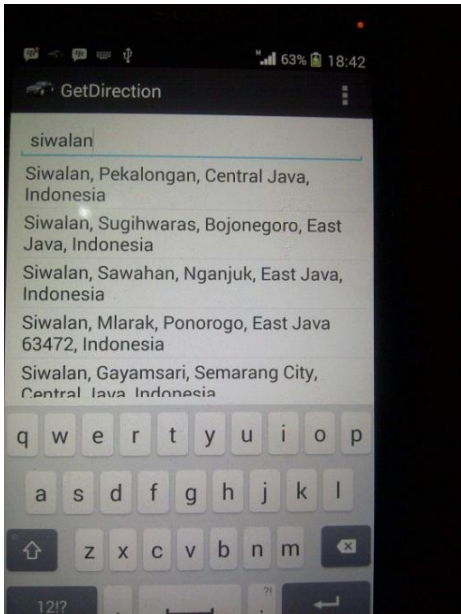 63% 18:42
GetDirection
siwalan
Siwalan, Pekalongan, Central Java,
Indonesia
Siwalan, Sugihwaras, Bojonegoro, East
Java, Indonesia
Siwalan, Sawahan, Nganjuk, East Java,
Indonesia
Siwalan, Mlarak, Ponorogo, East Java
63472, Indonesia
Siwalan, Gayamsari, Semarang City,
Central Java, Indonesia
q w e r t y u i o p
a s d f g h j k l
z x c v b n m
12!? , ?! .